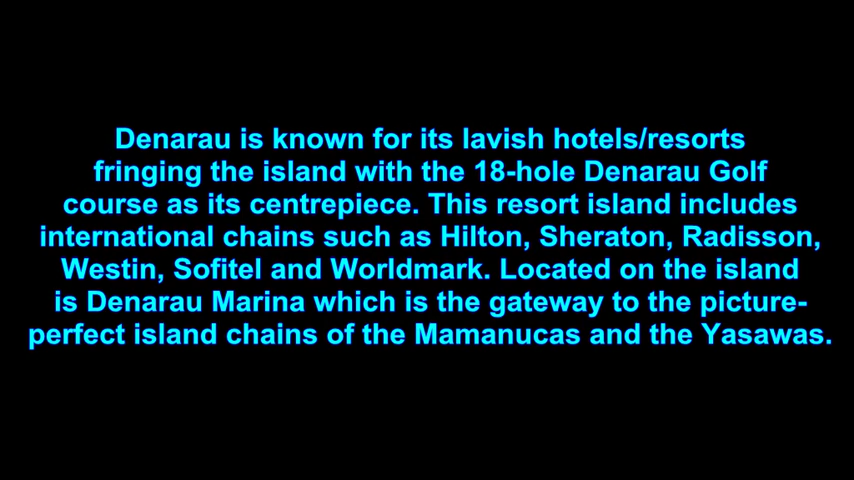 Denarau is known for its lavish hotels/resorts
fringing the island with the 18-hole Denarau Golf
course as its centrepiece. This resort island includes
international chains such as Hilton, Sheraton, Radisson,
Westin, Sofitel and Worldmark. Located on the island
is Denarau Marina which is the gateway to the picture-
perfect island chains of the Mamanucas and the Yasawas.